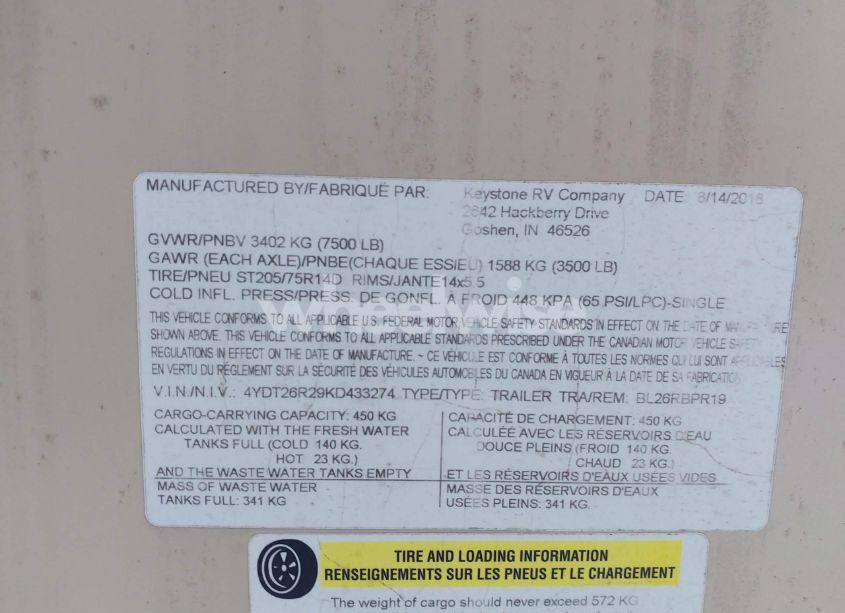 MANUFACTURED BY/FABRIQUÉ PAR: Keystone RV Company DATE 8/14/2018
2642 Hackberry Drive
Goshen, IN 46526
GVWR/PNBV 3402 KG (7500 LB)
GAWR (EACH AXLE)/PNBE(CHAQUE ESSIEU) 1588 KG (3500 LB)
TIRE/PNEU ST205/75R14D RIMS/JANTE14x5.5
COLD INFL. PRESS/PRESS. DE GONFL. A FROID 448 KPA (65 PSI/LPC)-SINGLE
wheelwise
THIS VEHICLE CONFORMS TO ALL APPLICABLE U.S. FEDERAL MOTOR VEHICLE SAFETY STANDARDS IN EFFECT ON THE DATE OF MANUFACTURE
SHOWN ABOVE. THIS VEHICLE CONFORMS TO ALL APPLICABLE STANDARDS PRESCRIBED UNDER THE CANADIAN MOTOR VEHICLE SAFETY
REGULATIONS IN EFFECT ON THE DATE OF MANUFACTURE. ~ CE VÉHICULE EST CONFORME À TOUTES LES NORMES QUI LUI SONT APPLICABLES
EN VERTU DU RÉGLEMENT SUR LA SÉCURITÉ DES VÉHICULES AUTOMOBILES DU CANADA EN VIGUEUR À LA DATE DE SA FABRICATION.
V.I.N./N.I.V.: 4YDT26R29KD433274 TYPE/TYPE: TRAILER TRA/REM: BL26RBPR19
CARGO-CARRYING CAPACITY: 450 KG
CALCULATED WITH THE FRESH WATER
TANKS FULL (COLD 140 KG.
HOT 23 KG.)
AND THE WASTE WATER TANKS EMPTY
MASS OF WASTE WATER
TANKS FULL: 341 KG
CAPACITÉ DE CHARGEMENT: 450 KG
CALCULÉE AVEC LES RÉSERVOIRS D'EAU
DOUCE PLEINS (FROID 140 KG.
CHAUD 23 KG.)
ET LES RÉSERVOIRS D'EAUX USÉES VIDES
MASSE DES RÉSERVOIRS D'EAUX
USÉES PLEINS: 341 KG.
TIRE AND LOADING INFORMATION
RENSEIGNEMENTS SUR LES PNEUS ET LE CHARGEMENT
The weight of cargo should never exceed 572 KG